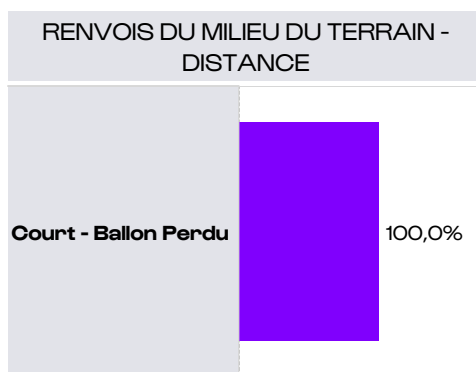 RENVOIS DU MILIEU DU TERRAIN -
DISTANCE
Court - Ballon Perdu
100,0%